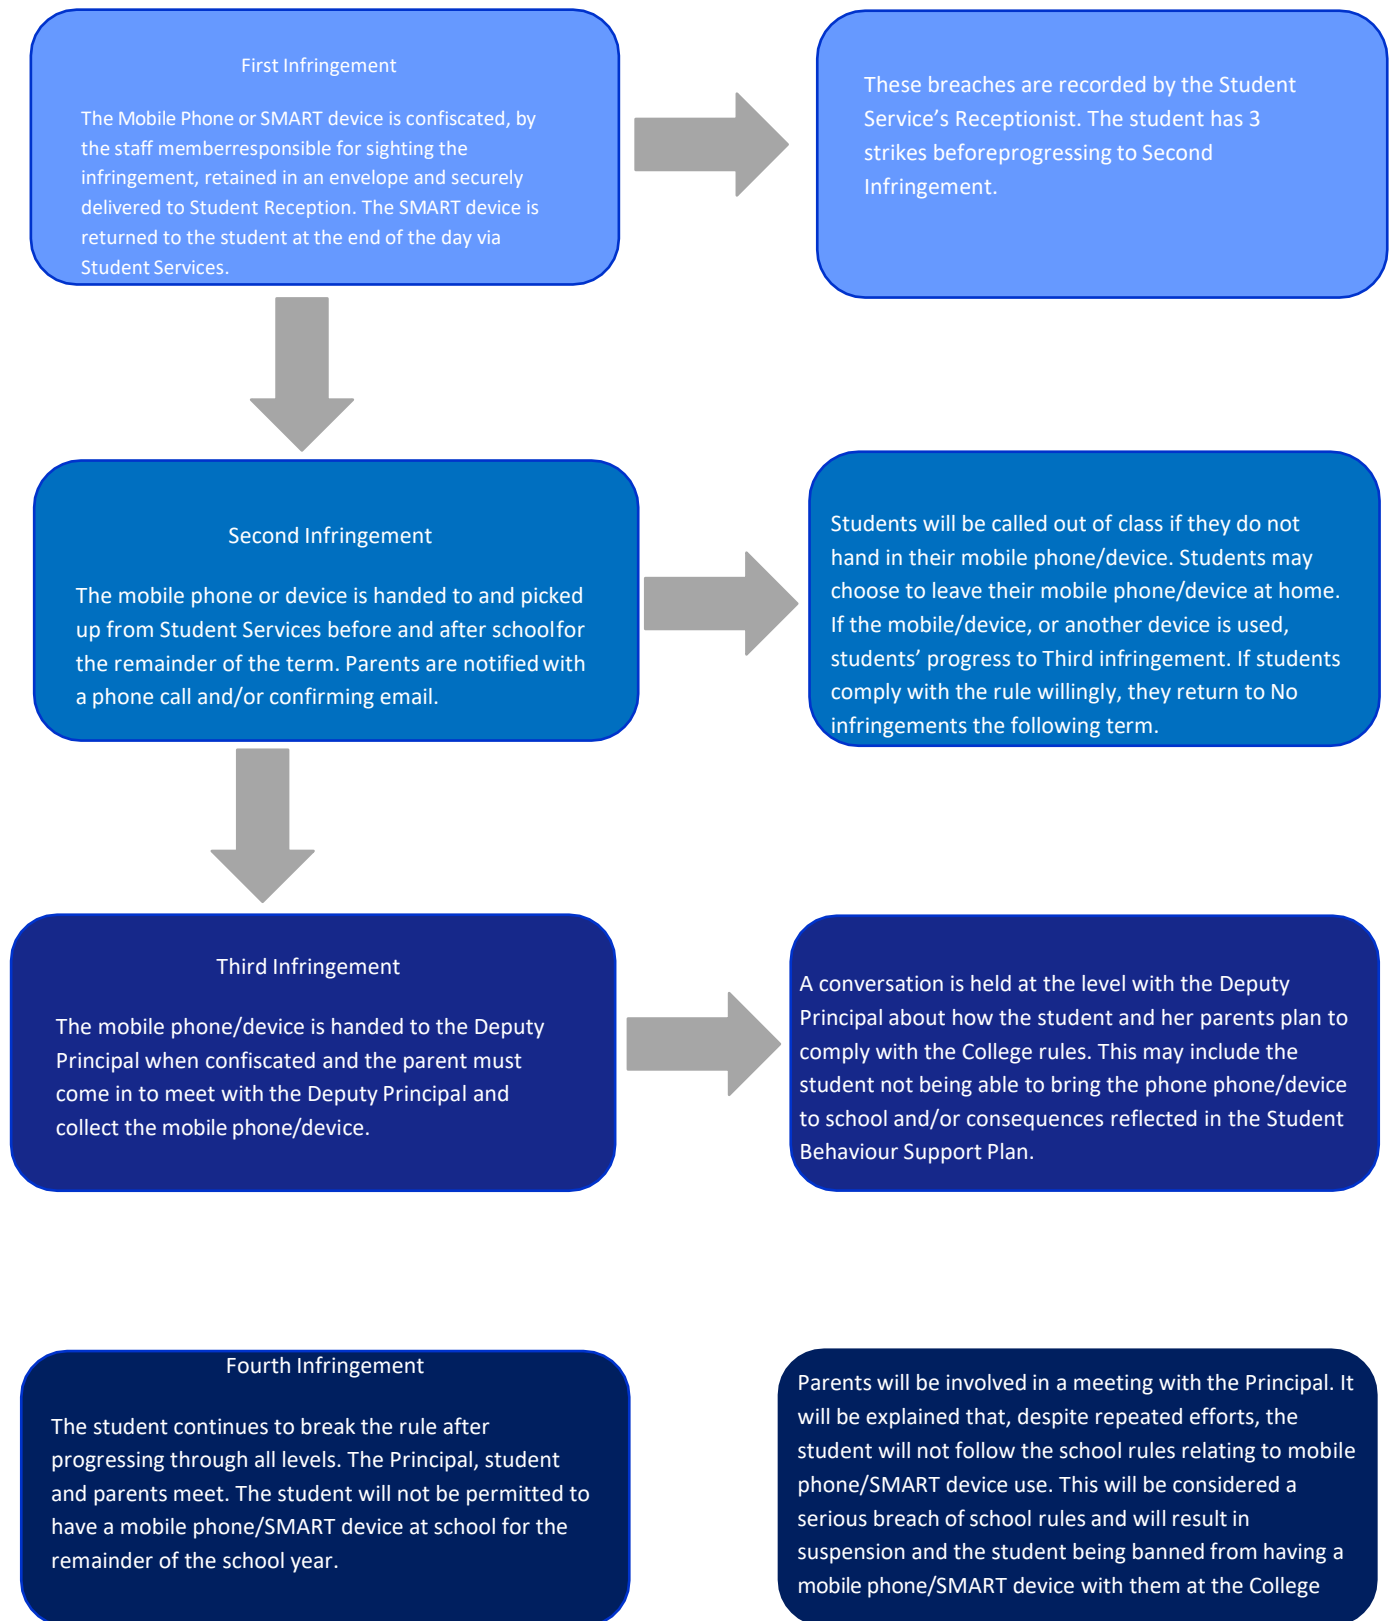 First Infringement
The Mobile Phone or SMART device is confiscated, by
the staff memberresponsible for sighting the
infringement, retained in an envelope and securely
delivered to Student Reception. The SMART device is
returned to the student at the end of the day via
Student Services.
These breaches are recorded by the Student
Service’s Receptionist. The student has 3
strikes beforeprogressing to Second
Infringement.
Second Infringement
The mobile phone or device is handed to and picked
up from Student Services before and after schoolfor
the remainder of the term. Parents are notified with
a phone call and/or confirming email.
Students will be called out of class if they do not
hand in their mobile phone/device. Students may
choose to leave their mobile phone/device at home.
If the mobile/device, or another device is used,
students’ progress to Third infringement. If students
comply with the rule willingly, they return to No
infringements the following term.
Third Infringement
The mobile phone/device is handed to the Deputy
Principal when confiscated and the parent must
come in to meet with the Deputy Principal and
collect the mobile phone/device.
A conversation is held at the level with the Deputy
Principal about how the student and her parents plan to
comply with the College rules. This may include the
student not being able to bring the phone phone/device
to school and/or consequences reflected in the Student
Behaviour Support Plan.
Fourth Infringement
The student continues to break the rule after
progressing through all levels. The Principal, student
and parents meet. The student will not be permitted to
have a mobile phone/SMART device at school for the
remainder of the school year.
Parents will be involved in a meeting with the Principal. It
will be explained that, despite repeated efforts, the
student will not follow the school rules relating to mobile
phone/SMART device use. This will be considered a
serious breach of school rules and will result in
suspension and the student being banned from having a
mobile phone/SMART device with them at the College